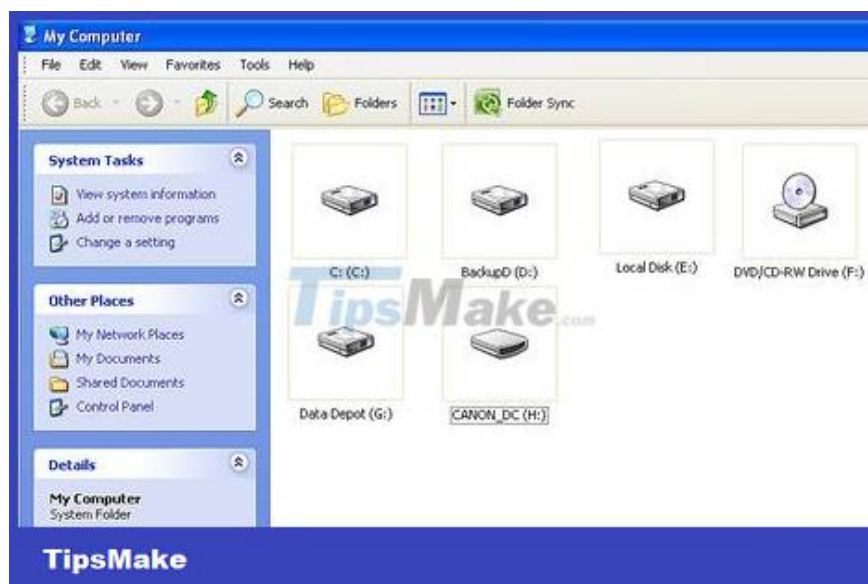 My Computer
File Edit View Favorites Tools Help
Back Search Folders Folder Sync
System Tasks
View system information
Add or remove programs
Change a setting
Other Places
My Network Places
My Documents
Shared Documents
Control Panel
Details
My Computer
System Folder
C: (C:) BackupD (D:) Local Disk (E:) DVD/CD-RW Drive (F:)
TipsMake.com
Data Depot (G:) CANON_DC (H:)
TipsMake